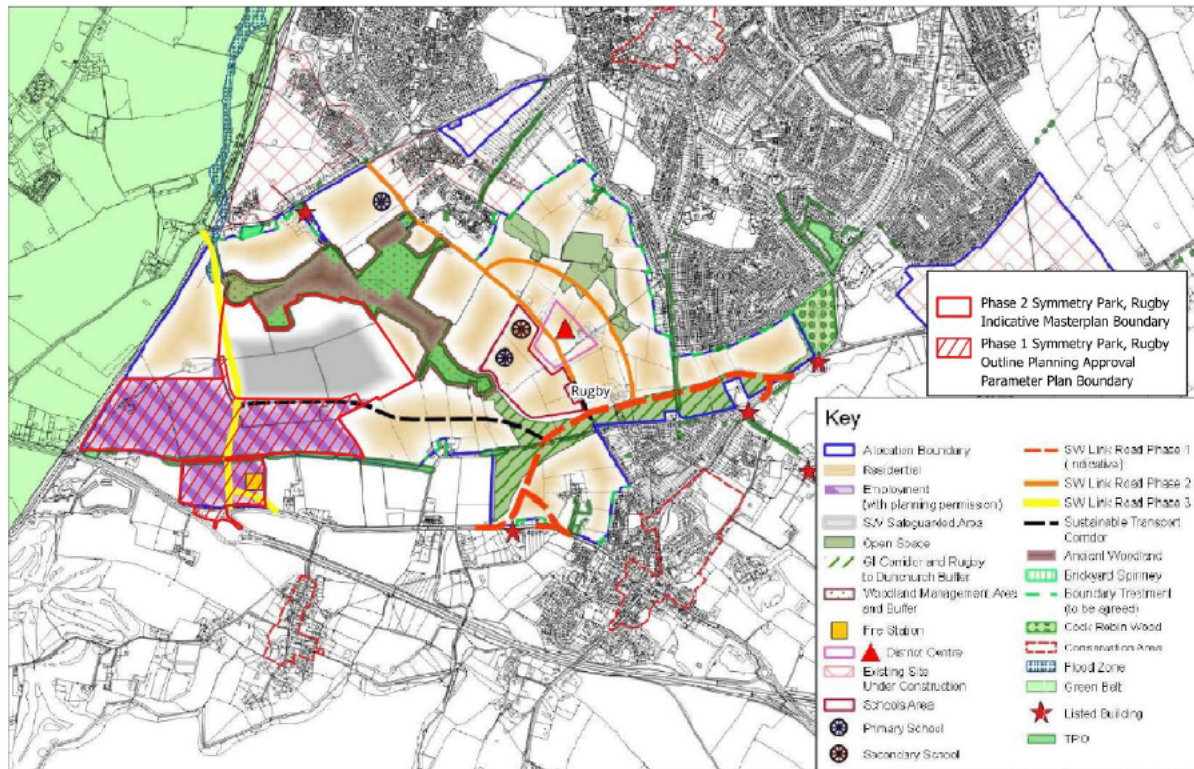 Rugby
Phase 2 Symmetry Park, Rugby
Indicative Masterplan Boundary
Phase 1 Symmetry Park, Rugby
Outline Planning Approval
Parameter Plan Boundary
Key
Allocation Boundary
Residential
Employment
(with planning permission)
SW Safeguarded Area
Open Space
GI Corridor and Rugby
to Dunchurch Buffer
Woodland Management Area
and Buffer
Fire Station
District Centre
Existing Site
Under Construction
Schools Area
Primary School
Secondary School
SW Link Road Phase 1
(Indicative)
SW Link Road Phase 2
SW Link Road Phase 3
Sustainable Transport
Corridor
Ancient Woodland
Brickyard Spinney
Boundary Treatment
(to be agreed)
Cock Robin Wood
Conservation Area
Flood Zone
Green Belt
Listed Building
TPO